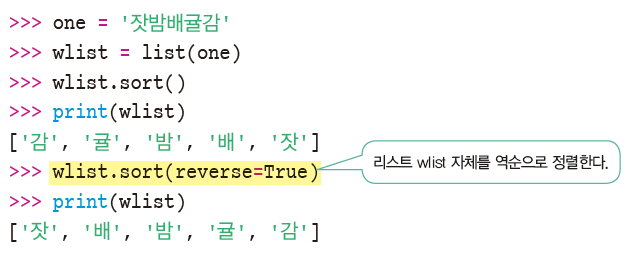 >>> one = '잣밤배귤감'
>>> wlist = list(one)
>>> wlist.sort()
>>> print(wlist)
['감', '귤', '밤', '배', '잣']
>>> wlist.sort(reverse=True)
리스트 wlist 자체를 역순으로 정렬한다.
>>> print(wlist)
['잣', '배', '밤', '귤', '감']